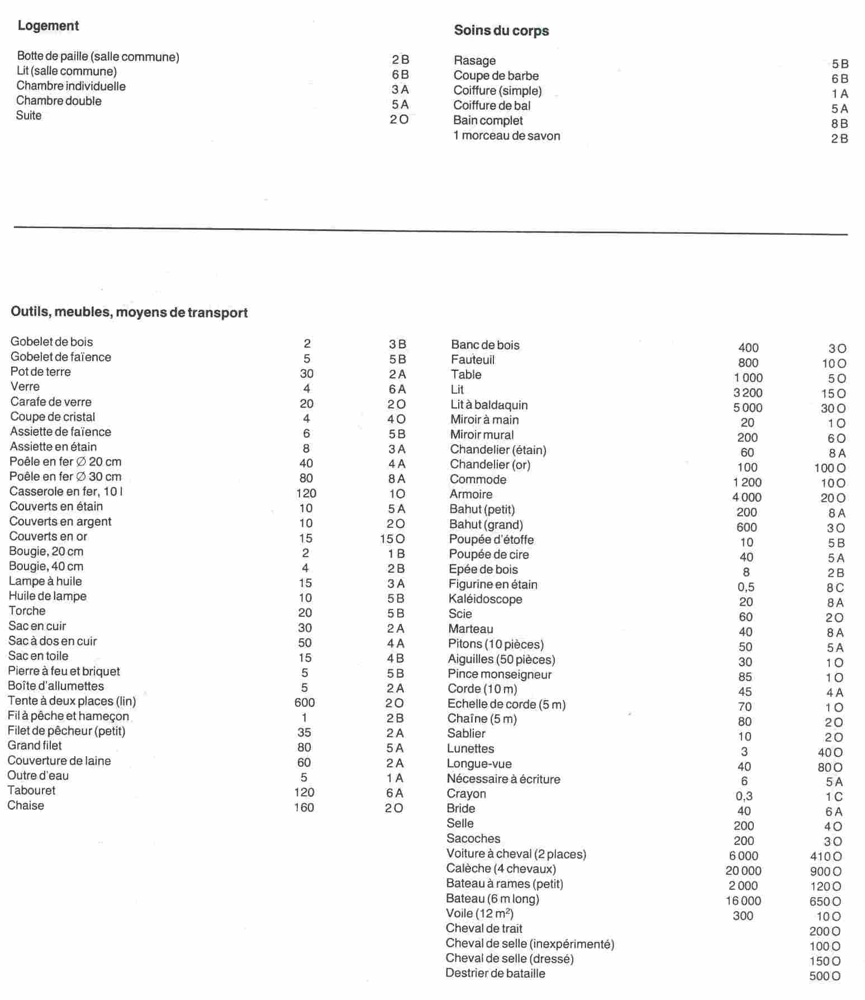 Logement
Botte de paille (salle commune) 2 B
Lit (salle commune) 6 B
Chambre individuelle 3 A
Chambre double 5 A
Suite 2 O
Soins du corps
Rasage 5 B
Coupe de barbe 6 B
Coiffure (simple) 1 A
Coiffure de bal 5 A
Bain complet 8 B
1 morceau de savon 2 B
Outils, meubles, moyens de transport
Gobelet de bois 2 3 B
Gobelet de faïence 5 5 B
Pot de terre 30 2 A
Verre 4 6 A
Carafe de verre 20 2 O
Coupe de cristal 4 4 O
Assiette de faïence 6 5 B
Assiette en étain 8 3 A
Poêle en fer Ø 20 cm 40 4 A
Poêle en fer Ø 30 cm 80 8 A
Casserole en fer, 10 l 120 1 O
Couverts en étain 10 5 A
Couverts en argent 10 2 O
Couverts en or 15 15 O
Bougie, 20 cm 2 1 B
Bougie, 40 cm 4 2 B
Lampe à huile 15 3 A
Huile de lampe 10 5 B
Torche 20 5 B
Sac en cuir 30 2 A
Sac à dos en cuir 50 4 A
Sac en toile 15 4 B
Pierre à feu et briquet 5 5 B
Boîte d'allumettes 5 2 A
Tente à deux places (lin) 600 2 O
Fil à pêche et hameçon 1 2 B
Filet de pêcheur (petit) 35 2 A
Grand filet 80 5 A
Couverture de laine 60 2 A
Outre d'eau 5 1 A
Tabouret 120 6 A
Chaise 160 2 O
Banc de bois 400 3 O
Fauteuil 800 10 O
Table 1 000 5 O
Lit 3 200 15 O
Lit à baldaquin 5 000 30 O
Miroir à main 20 1 O
Miroir mural 200 6 O
Chandelier (étain) 60 8 A
Chandelier (or) 100 100 O
Commode 1 200 10 O
Armoire 4 000 20 O
Bahut (petit) 200 8 A
Bahut (grand) 600 3 O
Poupée d'étoffe 10 5 B
Poupée de cire 40 5 A
Epée de bois 8 2 B
Figurine en étain 0,5 8 C
Kaléidoscope 20 8 A
Scie 60 2 O
Marteau 40 8 A
Pitons (10 pièces) 50 5 A
Aiguilles (50 pièces) 30 1 O
Pince monseigneur 85 1 O
Corde (10 m) 45 4 A
Echelle de corde (5 m) 70 1 O
Chaîne (5 m) 80 2 O
Sablier 10 2 O
Lunettes 3 40 O
Longue-vue 40 80 O
Nécessaire à écriture 6 5 A
Crayon 0,3 1 C
Bride 40 6 A
Selle 200 4 O
Sacoches 200 3 O
Voiture à cheval (2 places) 6 000 410 O
Calèche (4 chevaux) 20 000 900 O
Bateau à rames (petit) 2 000 120 O
Bateau (6 m long) 16 000 650 O
Voile (12 m²) 300 10 O
Cheval de trait 200 O
Cheval de selle (inexpérimenté) 100 O
Cheval de selle (dressé) 150 O
Destrier de bataille 500 O